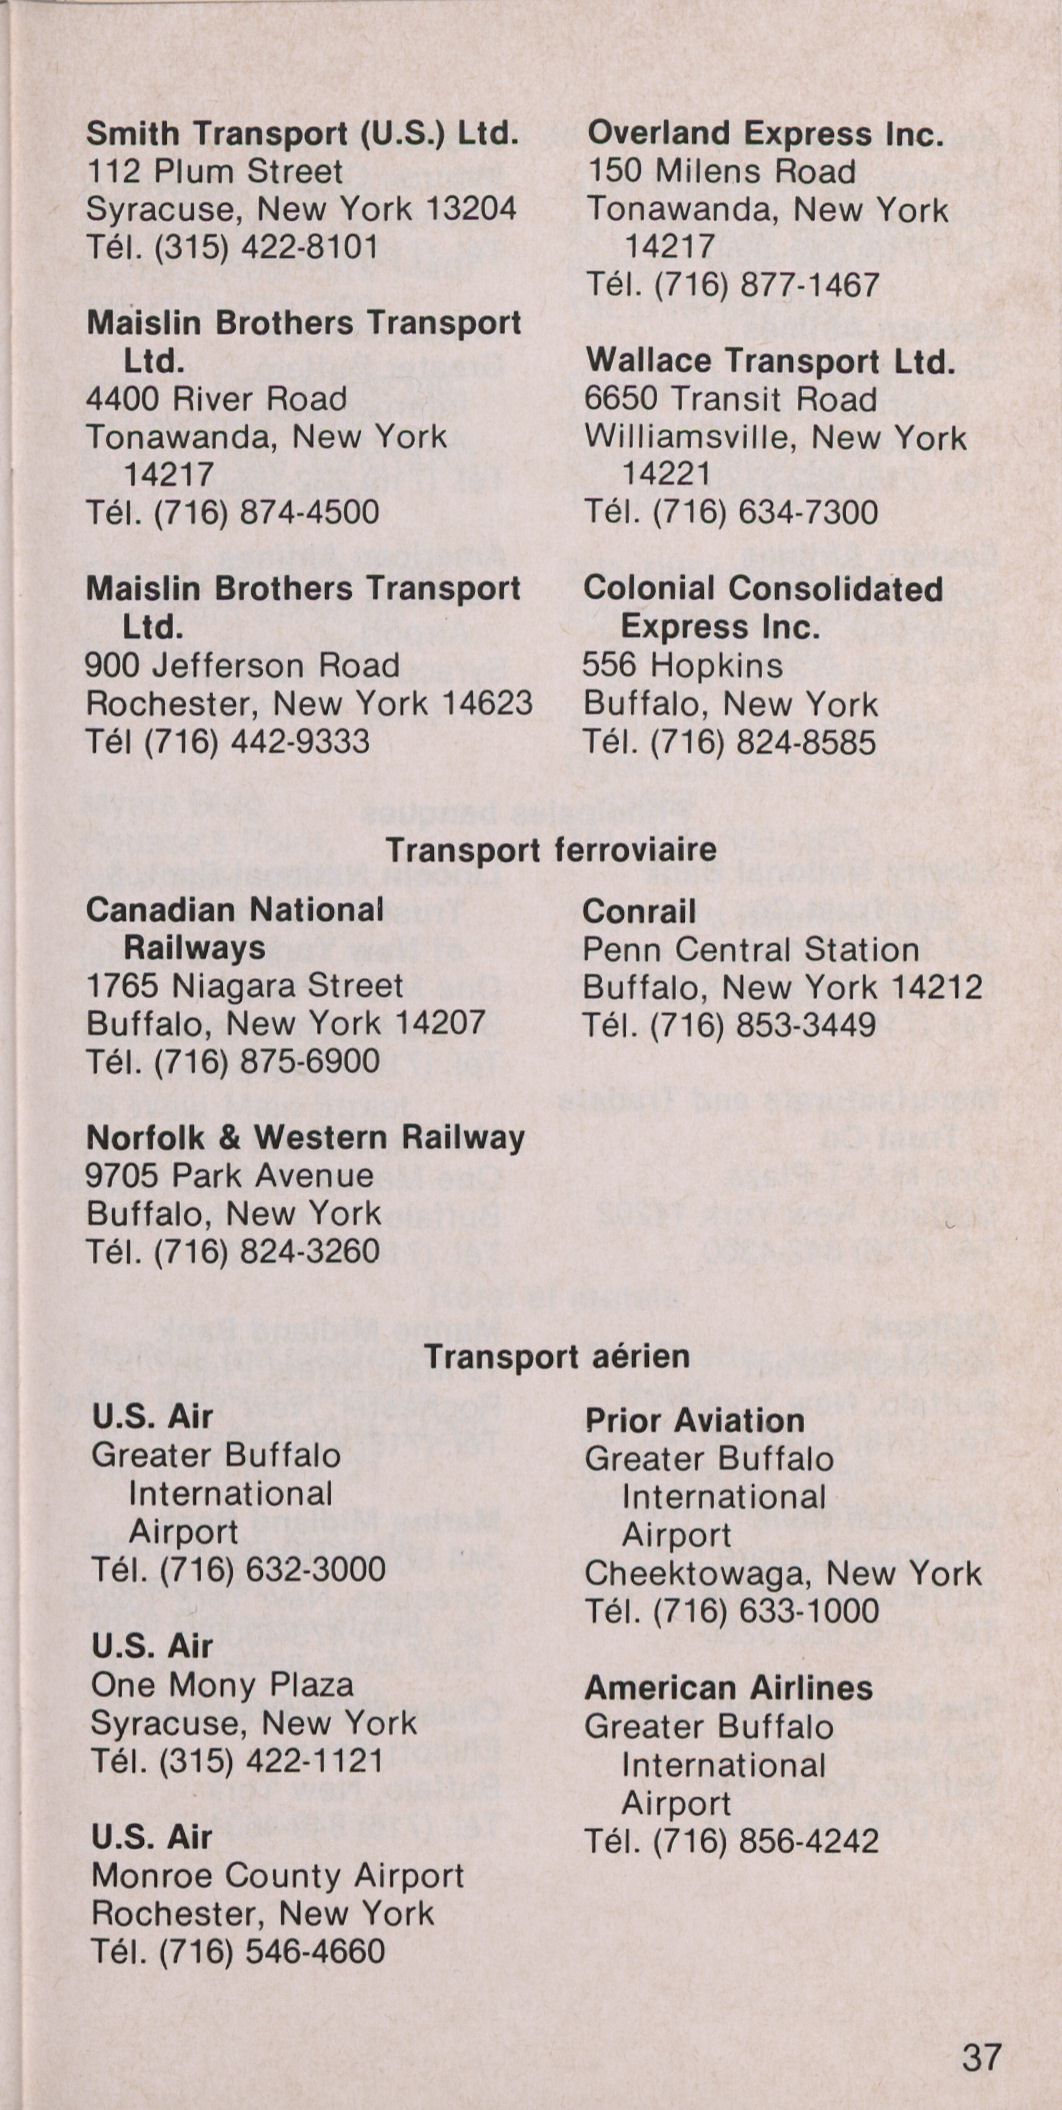 Smith Transport (U.S.) Ltd.
112 Plum Street
Syracuse, New York 13204
Tél. (315) 422-8101
Maislin Brothers Transport
Ltd.
4400 River Road
Tonawanda, New York
14217
Tél. (716) 874-4500
Maislin Brothers Transport
Ltd.
900 Jefferson Road
Rochester, New York 14623
Tél (716) 442-9333
Overland Express Inc.
150 Milens Road
Tonawanda, New York
14217
Tél. (716) 877-1467
Wallace Transport Ltd.
6650 Transit Road
Williamsville, New York
14221
Tél. (716) 634-7300
Colonial Consolidated
Express Inc.
556 Hopkins
Buffalo, New York
Tél. (716) 824-8585
Transport ferroviaire
Canadian National
Railways
1765 Niagara Street
Buffalo, New York 14207
Tél. (716) 875-6900
Norfolk & Western Railway
9705 Park Avenue
Buffalo, New York
Tél. (716) 824-3260
Conrail
Penn Central Station
Buffalo, New York 14212
Tél. (716) 853-3449
Transport aérien
U.S. Air
Greater Buffalo
International
Airport
Tél. (716) 632-3000
U.S. Air
One Mony Plaza
Syracuse, New York
Tél. (315) 422-1121
U.S. Air
Monroe County Airport
Rochester, New York
Tél. (716) 546-4660
Prior Aviation
Greater Buffalo
International
Airport
Cheektowaga, New York
Tél. (716) 633-1000
American Airlines
Greater Buffalo
International
Airport
Tél. (716) 856-4242
37